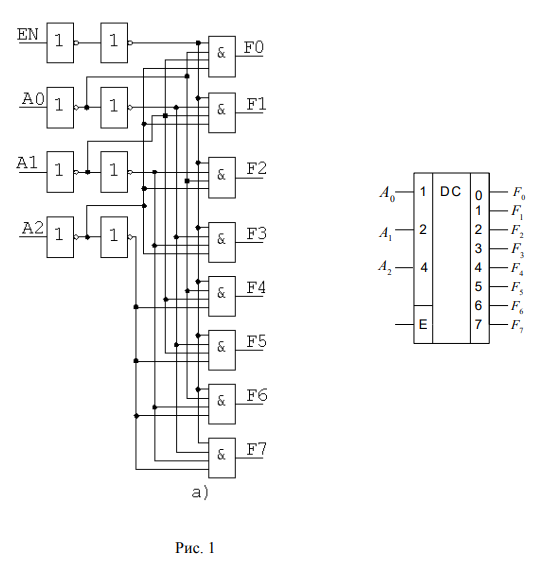 EN 1 1 & F0
A0 1 1 & F1
A1 1 1 & F2
A2 1 1 & F3
& F4
& F5
& F6
& F7
а)
A0 1 DC 0 F0
1 F1
A1 2 2 F2
3 F3
A2 4 4 F4
5 F5
6 F6
E 7 F7
Рис. 1